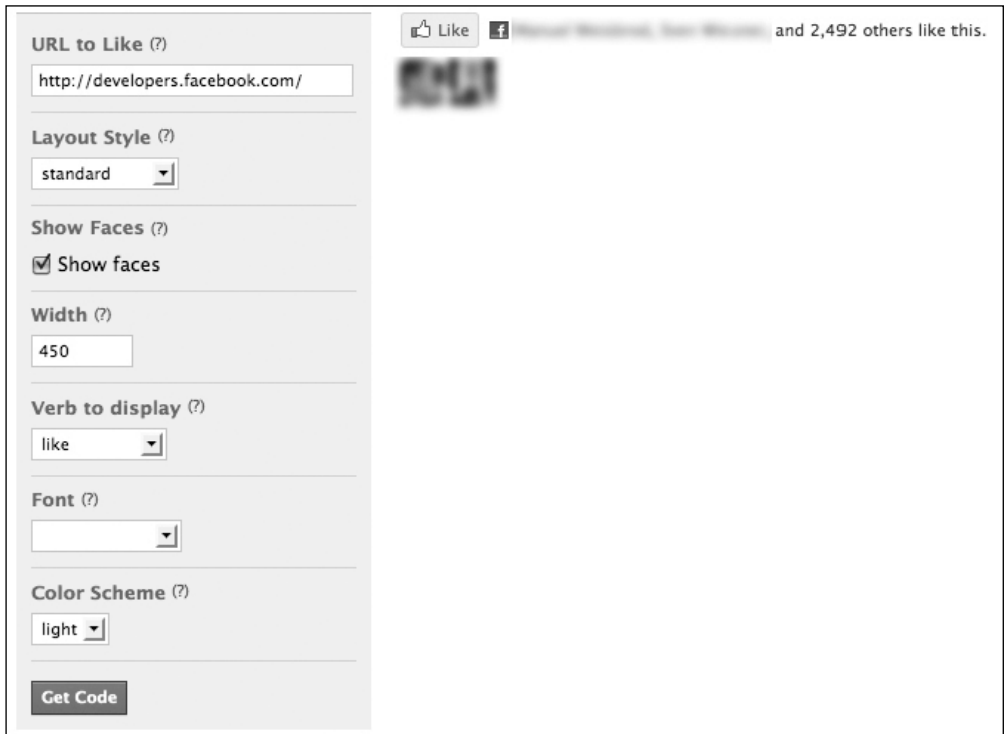 URL to Like (?)
http://developers.facebook.com/
Layout Style (?)
standard
Show Faces (?)
Show faces
Width (?)
450
Verb to display (?)
like
Font (?)
Color Scheme (?)
light
Get Code
Like f and 2,492 others like this.